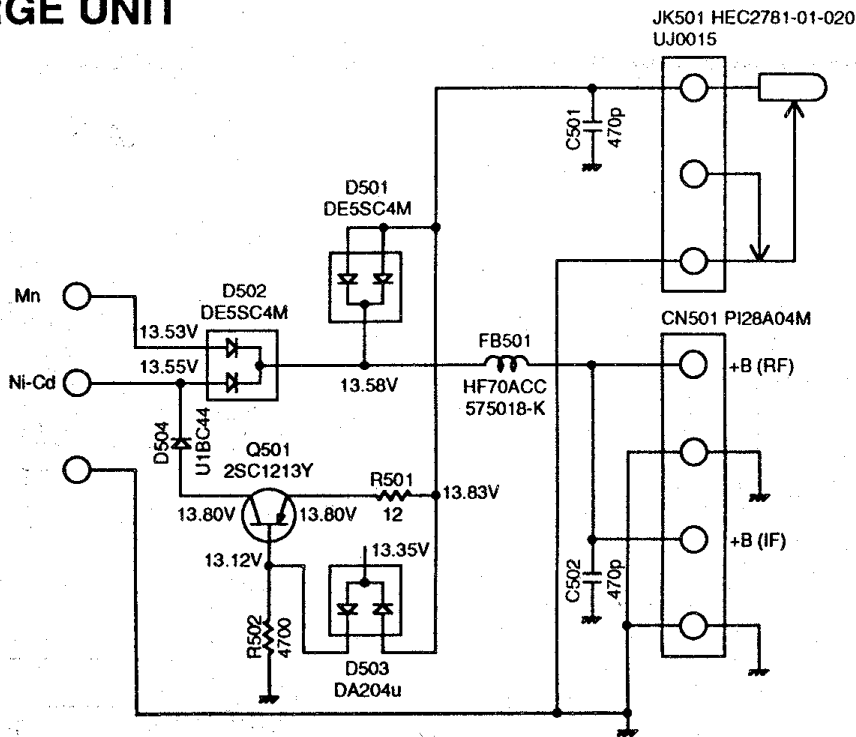 RGE UNIT
JK501 HEC2781-01-020
UJ0015
C501
470p
D501
DE5SC4M
Mn
D502
DE5SC4M
13.53V
13.55V
Ni-Cd
13.58V
FB501
HF70ACC
575018-K
CN501 PI28A04M
+B (RF)
D504
U1BC44
Q501
2SC1213Y
R501
12
13.83V
13.80V
13.80V
13.12V
13.35V
+B (IF)
C502
470p
R502
4700
D503
DA204u